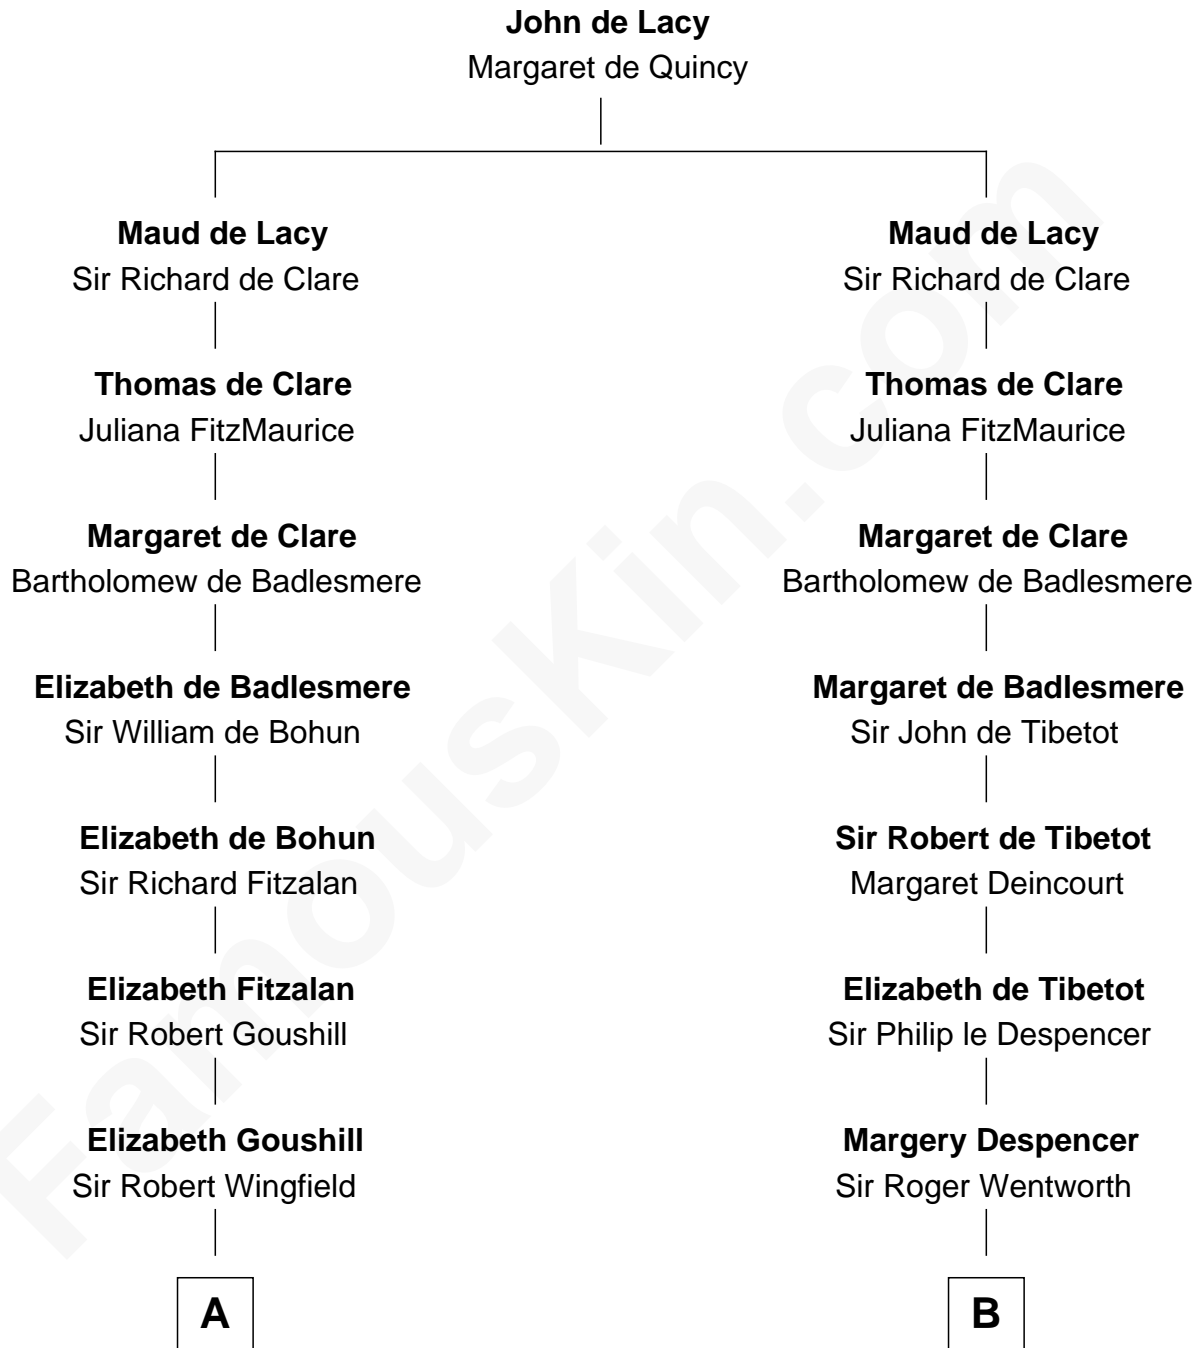 John de Lacy
Margaret de Quincy
Maud de Lacy
Sir Richard de Clare
Maud de Lacy
Sir Richard de Clare
Thomas de Clare
Juliana FitzMaurice
Thomas de Clare
Juliana FitzMaurice
Margaret de Clare
Bartholomew de Badlesmere
Margaret de Clare
Bartholomew de Badlesmere
Elizabeth de Badlesmere
Sir William de Bohun
Margaret de Badlesmere
Sir John de Tibetot
Elizabeth de Bohun
Sir Richard Fitzalan
Sir Robert de Tibetot
Margaret Deincourt
Elizabeth Fitzalan
Sir Robert Goushill
Elizabeth de Tibetot
Sir Philip le Despencer
Elizabeth Goushill
Sir Robert Wingfield
Margery Despencer
Sir Roger Wentworth
A
B
FamousKin.com